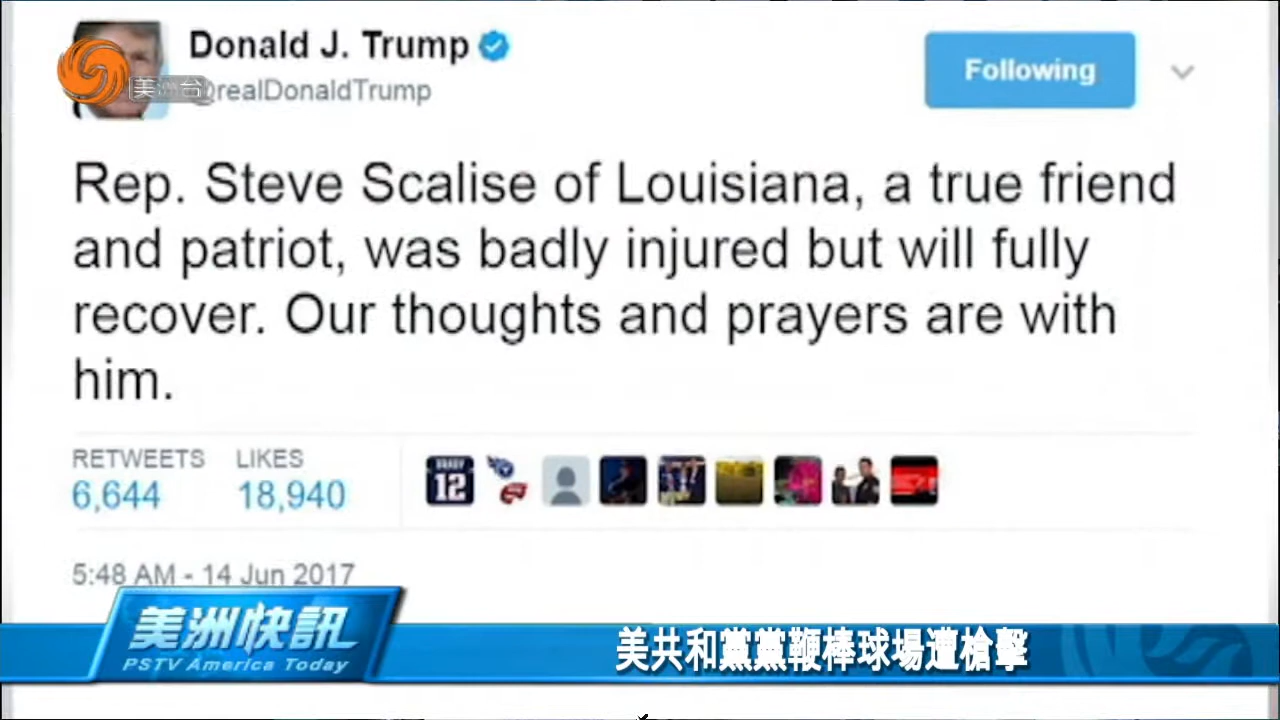 Donald J. Trump
美洲台
@realDonaldTrump
Following
Rep. Steve Scalise of Louisiana, a true friend
and patriot, was badly injured but will fully
recover. Our thoughts and prayers are with
him.
RETWEETS LIKES
6,644 18,940
12
5:48 AM - 14 Jun 2017
美洲快訊
PSTV America Today
美共和黨黨鞭棒球場遭槍擊